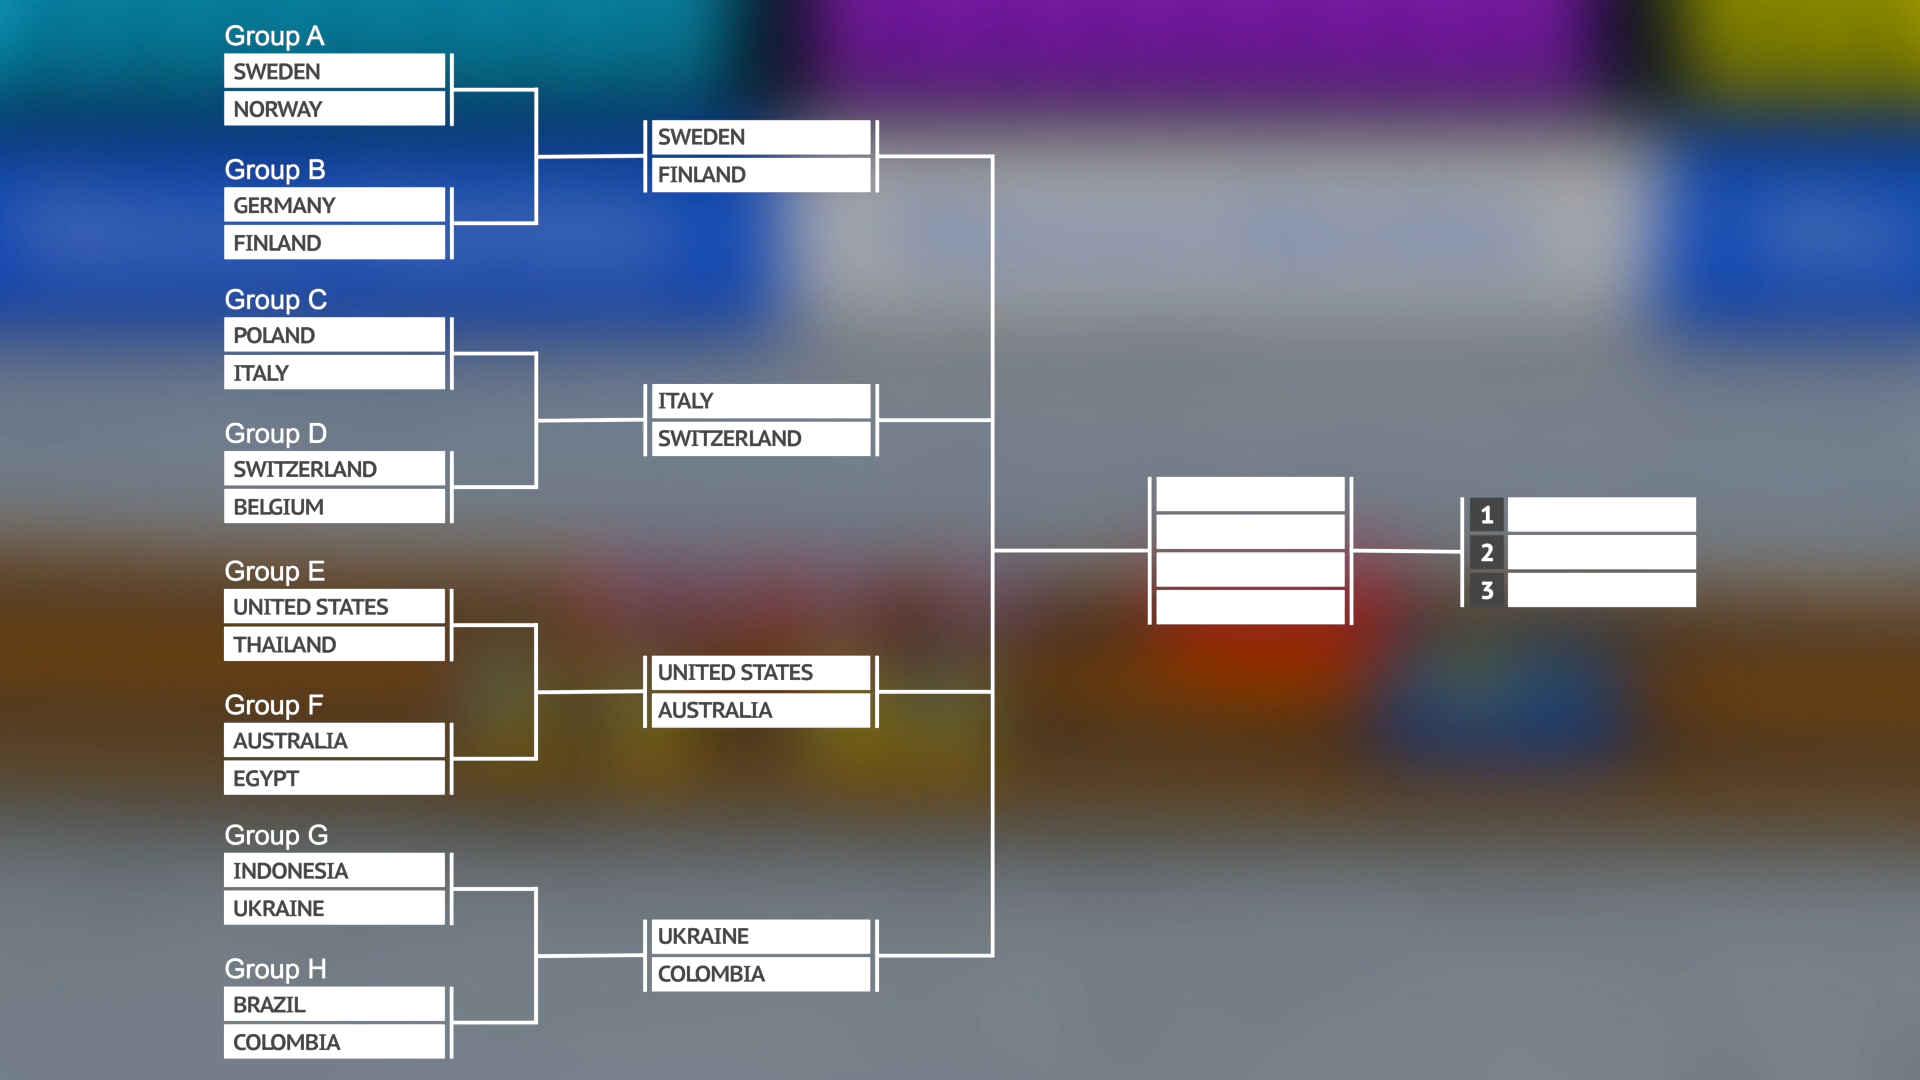 Group A
SWEDEN
NORWAY
Group B
GERMANY
FINLAND
Group C
POLAND
ITALY
Group D
SWITZERLAND
BELGIUM
Group E
UNITED STATES
THAILAND
Group F
AUSTRALIA
EGYPT
Group G
INDONESIA
UKRAINE
Group H
BRAZIL
COLOMBIA
SWEDEN
FINLAND
ITALY
SWITZERLAND
UNITED STATES
AUSTRALIA
UKRAINE
COLOMBIA
1
2
3